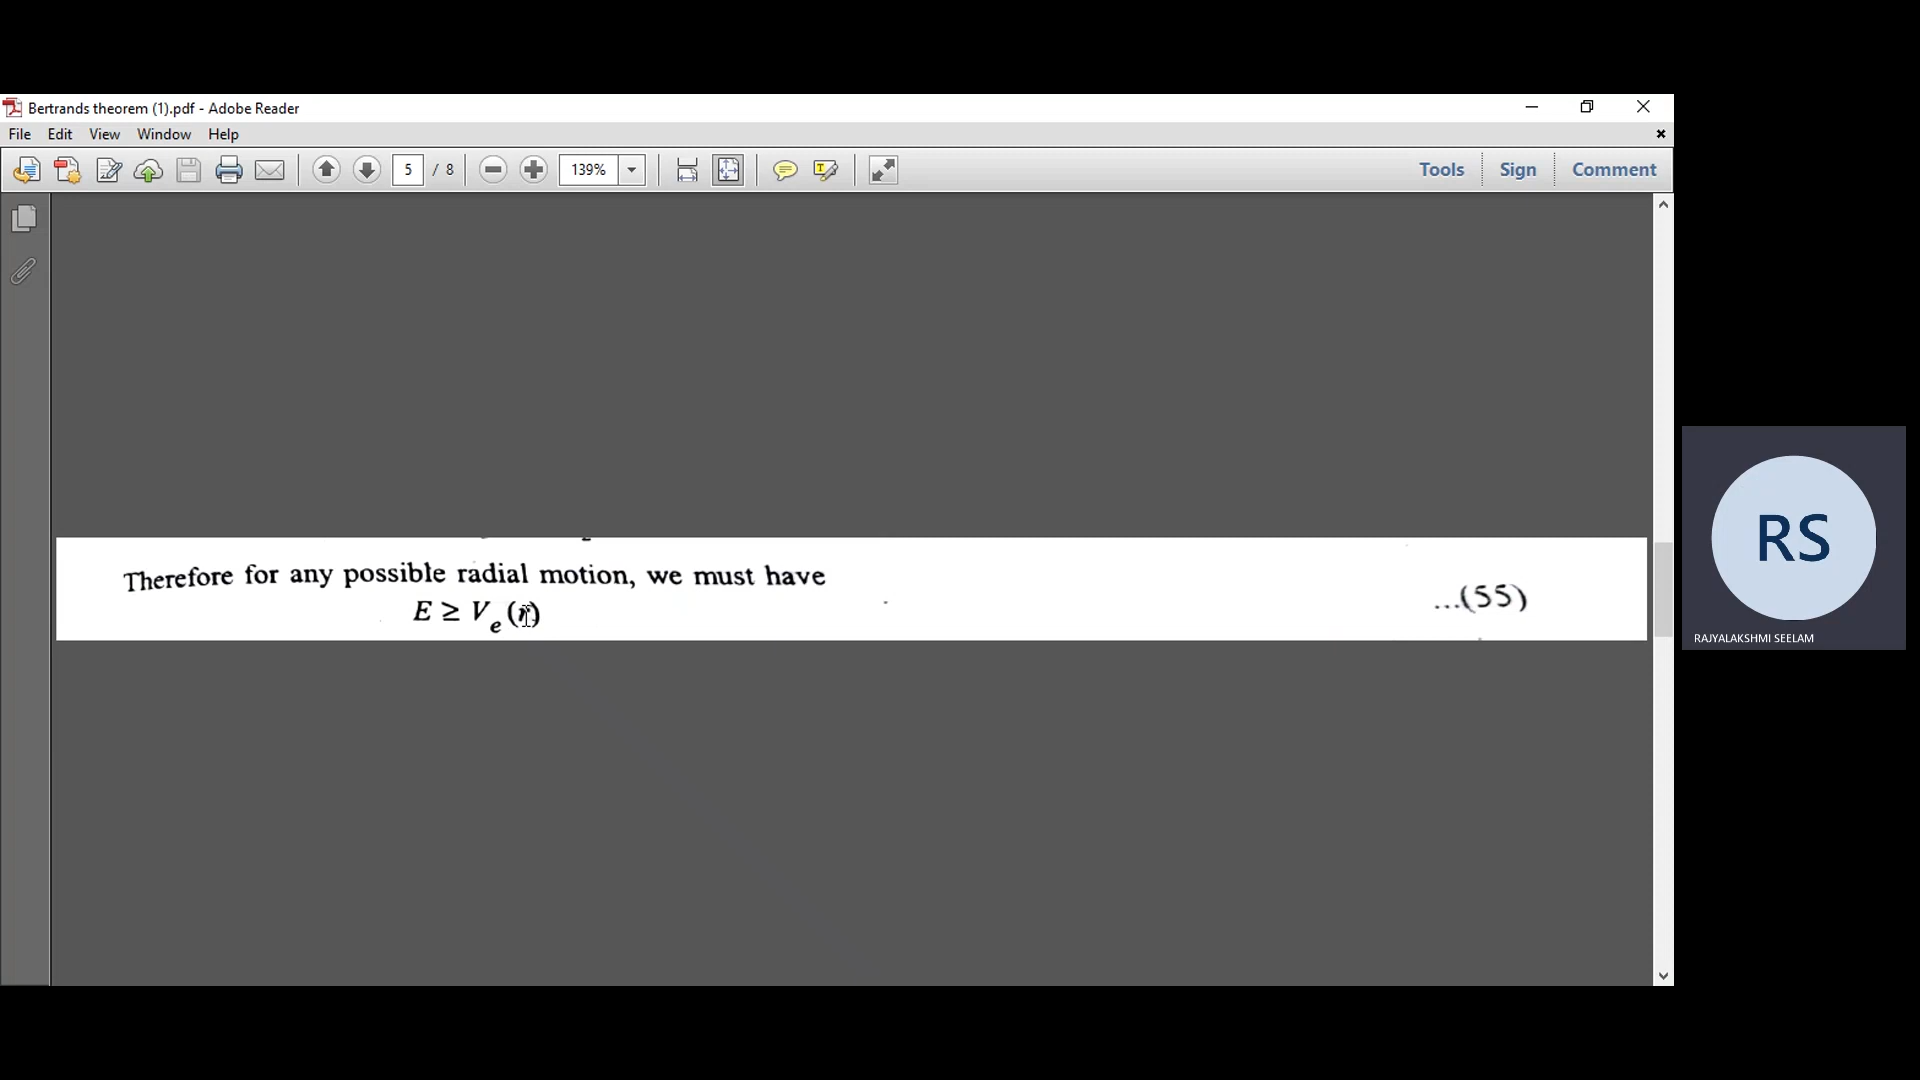 Bertrands theorem (1).pdf - Adobe Reader
File Edit View Window Help
5 / 8 139% Tools Sign Comment
Therefore for any possible radial motion, we must have
E ≥ V_e (r) ...(55)
RS
RAJYALAKSHMI SEELAM